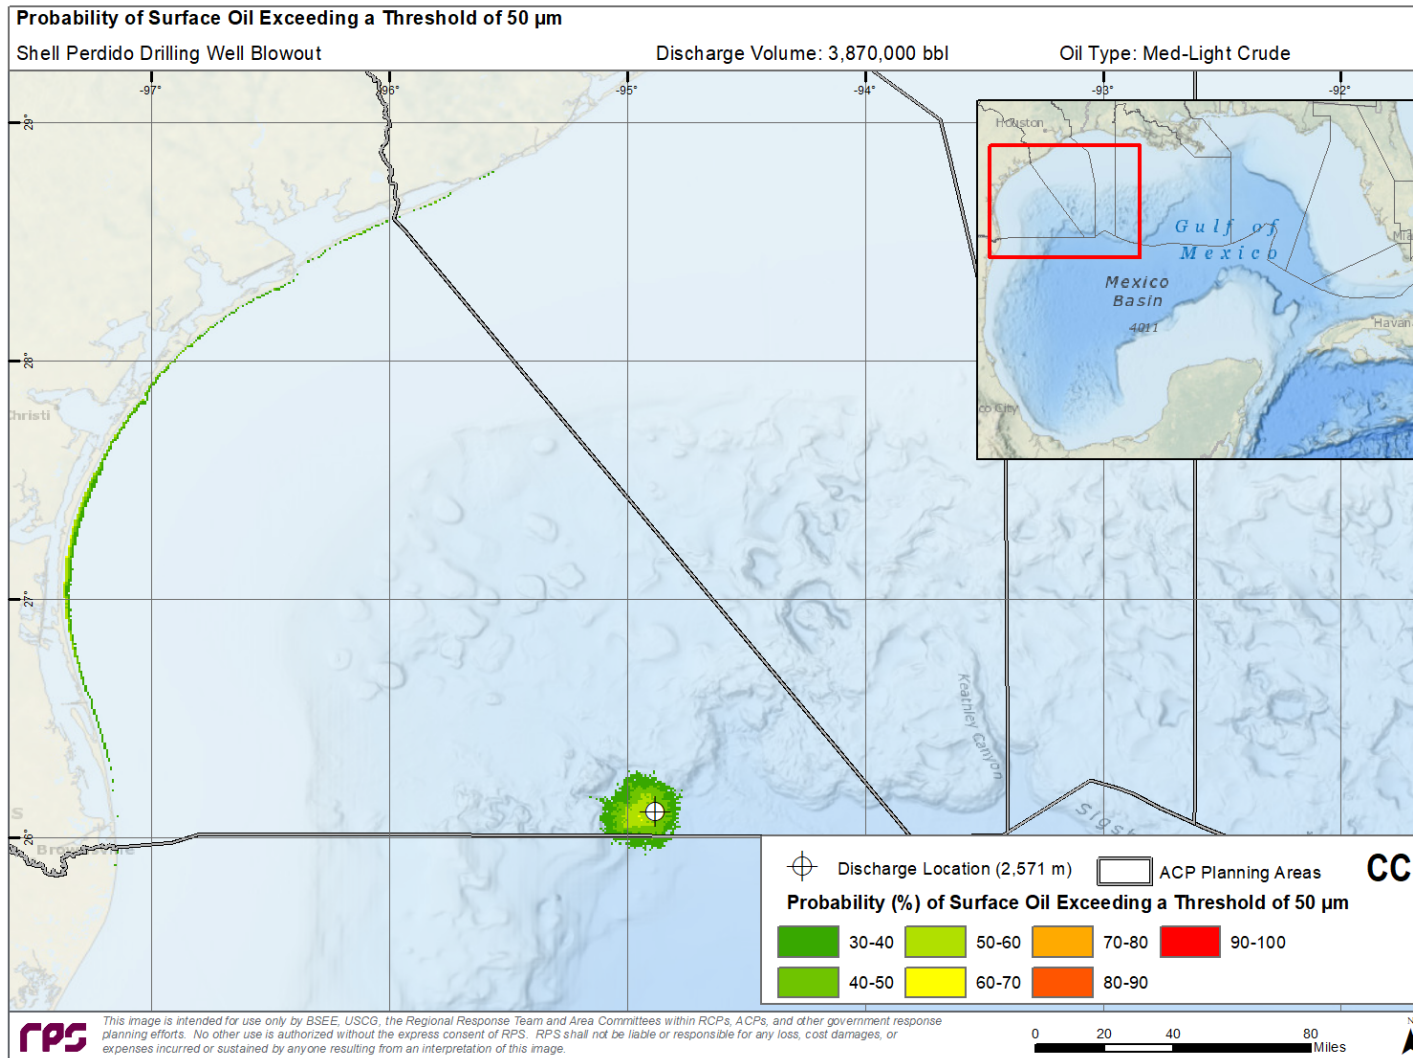 Probability of Surface Oil Exceeding a Threshold of 50 µm
Shell Perdido Drilling Well Blowout
Discharge Volume: 3,870,000 bbl
Oil Type: Med-Light Crude
-97°
-96°
-95°
-94°
-93°
-92°
29°
28°
27°
26°
Houston
Gulf of
Mexico
Mexico
Basin
4011
Havan
Mia
co City
hristi
Keathley Canyon
Sigsb
Brownsville
S
Discharge Location (2,571 m)
ACP Planning Areas
CC
Probability (%) of Surface Oil Exceeding a Threshold of 50 µm
30-40
50-60
70-80
90-100
40-50
60-70
80-90
rps
This image is intended for use only by BSEE, USCG, the Regional Response Team and Area Committees within RCPs, ACPs, and other government response
planning efforts. No other use is authorized without the express consent of RPS. RPS shall not be liable or responsible for any loss, cost damages, or
expenses incurred or sustained by anyone resulting from an interpretation of this image.
0 20 40 80
Miles
N